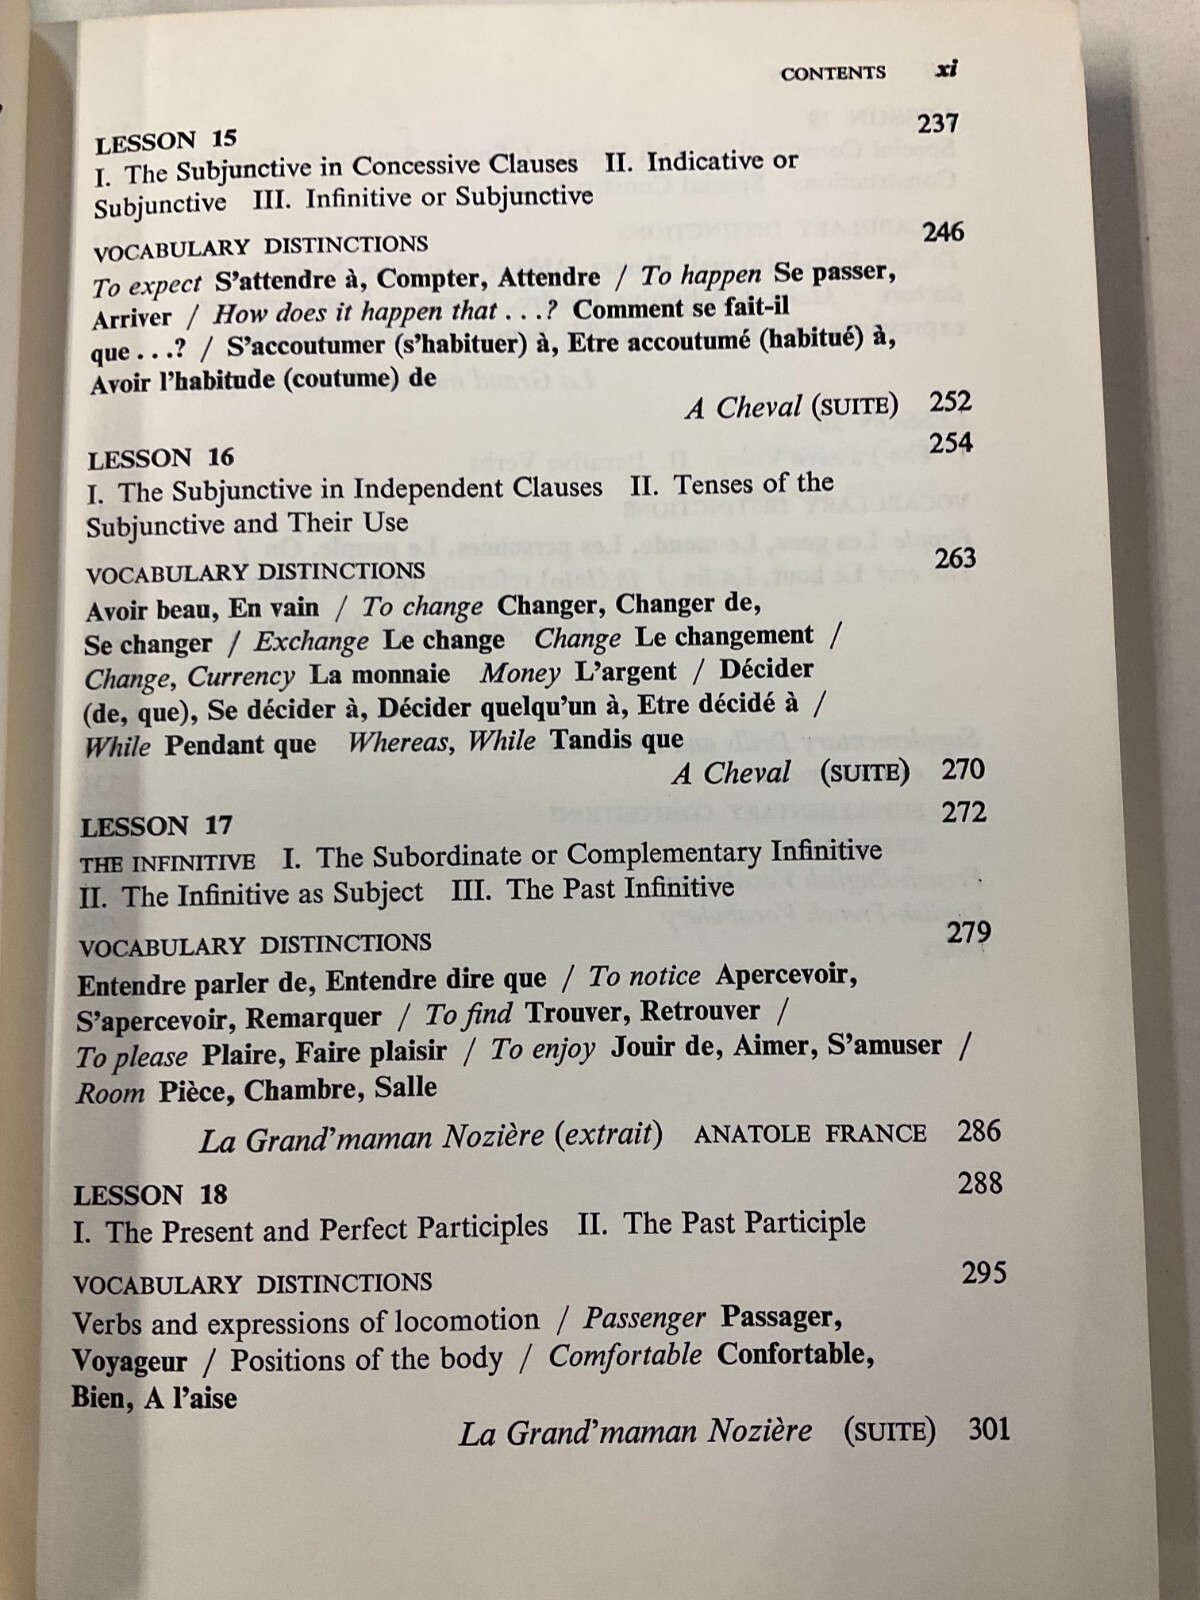 CONTENTS xi
LESSON 15 237
I. The Subjunctive in Concessive Clauses II. Indicative or
Subjunctive III. Infinitive or Subjunctive
VOCABULARY DISTINCTIONS 246
To expect S'attendre à, Compter, Attendre / To happen Se passer,
Arriver / How does it happen that . . .? Comment se fait-il
que . . .? / S'accoutumer (s'habituer) à, Etre accoutumé (habitué) à,
Avoir l'habitude (coutume) de
A Cheval (SUITE) 252
LESSON 16 254
I. The Subjunctive in Independent Clauses II. Tenses of the
Subjunctive and Their Use
VOCABULARY DISTINCTIONS 263
Avoir beau, En vain / To change Changer, Changer de,
Se changer / Exchange Le change Change Le changement /
Change, Currency La monnaie Money L'argent / Décider
(de, que), Se décider à, Décider quelqu'un à, Etre décidé à /
While Pendant que Whereas, While Tandis que
A Cheval (SUITE) 270
LESSON 17 272
THE INFINITIVE I. The Subordinate or Complementary Infinitive
II. The Infinitive as Subject III. The Past Infinitive
VOCABULARY DISTINCTIONS 279
Entendre parler de, Entendre dire que / To notice Apercevoir,
S'apercevoir, Remarquer / To find Trouver, Retrouver /
To please Plaire, Faire plaisir / To enjoy Jouir de, Aimer, S'amuser /
Room Pièce, Chambre, Salle
La Grand'maman Nozière (extrait) ANATOLE FRANCE 286
LESSON 18 288
I. The Present and Perfect Participles II. The Past Participle
VOCABULARY DISTINCTIONS 295
Verbs and expressions of locomotion / Passenger Passager,
Voyageur / Positions of the body / Comfortable Confortable,
Bien, A l'aise
La Grand'maman Nozière (SUITE) 301